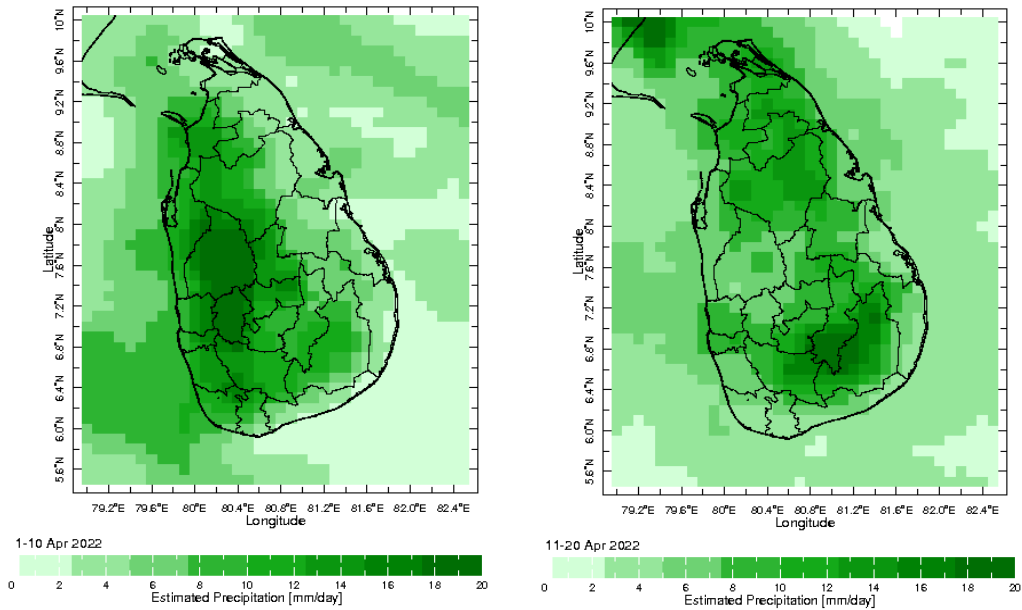 10.0°N
9.6°N
9.2°N
8.8°N
8.4°N
8.0°N
7.6°N
7.2°N
6.8°N
6.4°N
6.0°N
5.6°N
Latitude
79.2°E 79.6°E 80°E 80.4°E 80.8°E 81.2°E 81.6°E 82.0°E 82.4°E
Longitude
1-10 Apr 2022
0 2 4 6 8 10 12 14 16 18 20
Estimated Precipitation [mm/day]
10.0°N
9.6°N
9.2°N
8.8°N
8.4°N
8.0°N
7.6°N
7.2°N
6.8°N
6.4°N
6.0°N
5.6°N
Latitude
79.2°E 79.6°E 80°E 80.4°E 80.8°E 81.2°E 81.6°E 82.0°E 82.4°E
Longitude
11-20 Apr 2022
0 2 4 6 8 10 12 14 16 18 20
Estimated Precipitation [mm/day]